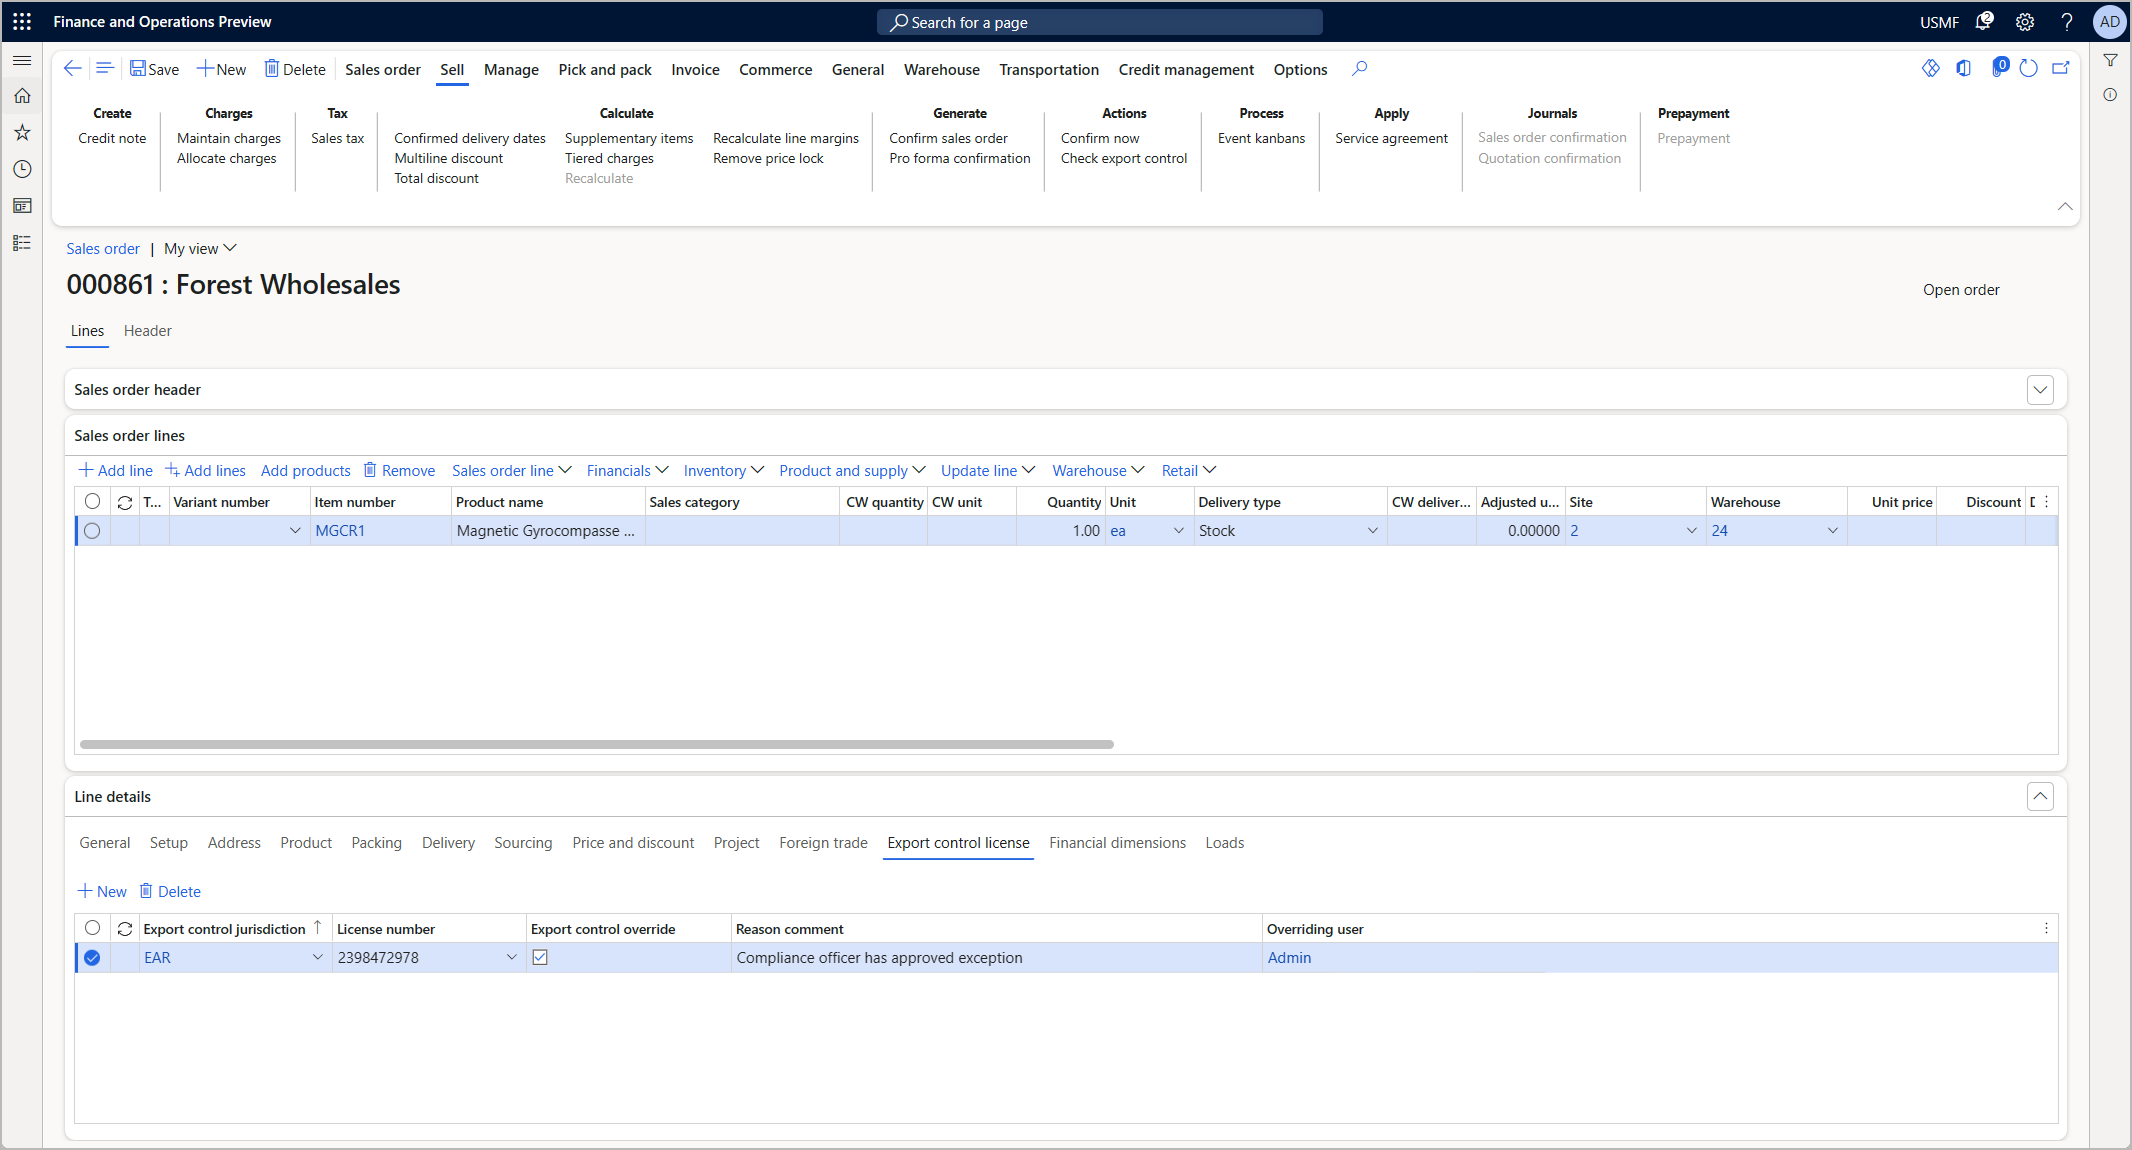 Finance and Operations Preview
Search for a page
USMF
2
AD
Save
New
Delete
Sales order
Sell
Manage
Pick and pack
Invoice
Commerce
General
Warehouse
Transportation
Credit management
Options
0
Create
Credit note
Charges
Maintain charges
Allocate charges
Tax
Sales tax
Calculate
Confirmed delivery dates
Multiline discount
Total discount
Supplementary items
Tiered charges
Recalculate
Recalculate line margins
Remove price lock
Generate
Confirm sales order
Pro forma confirmation
Actions
Confirm now
Check export control
Process
Event kanbans
Apply
Service agreement
Journals
Sales order confirmation
Quotation confirmation
Prepayment
Prepayment
Sales order | My view
000861 : Forest Wholesales
Open order
Lines
Header
Sales order header
Sales order lines
Add line
Add lines
Add products
Remove
Sales order line
Financials
Inventory
Product and supply
Update line
Warehouse
Retail
T... Variant number Item number Product name Sales category CW quantity CW unit Quantity Unit Delivery type CW deliver... Adjusted u... Site Warehouse Unit price Discount
MGCR1 Magnetic Gyrocompasse ... 1.00 ea Stock 0.00000 2 24
Line details
General
Setup
Address
Product
Packing
Delivery
Sourcing
Price and discount
Project
Foreign trade
Export control license
Financial dimensions
Loads
New
Delete
Export control jurisdiction License number Export control override Reason comment Overriding user
EAR 2398472978 Compliance officer has approved exception Admin